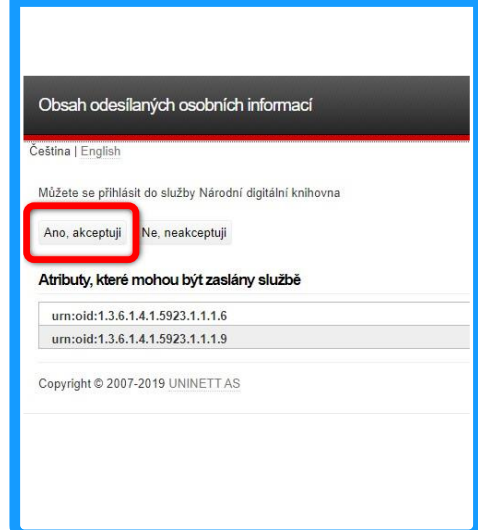 Obsah odesílaných osobních informací
Čeština | English
Můžete se přihlásit do služby Národní digitální knihovna
Ano, akceptuji Ne, neakceptuji
Atributy, které mohou být zaslány službě
urn:oid:1.3.6.1.4.1.5923.1.1.1.6
urn:oid:1.3.6.1.4.1.5923.1.1.1.9
Copyright © 2007-2019 UNINETT AS